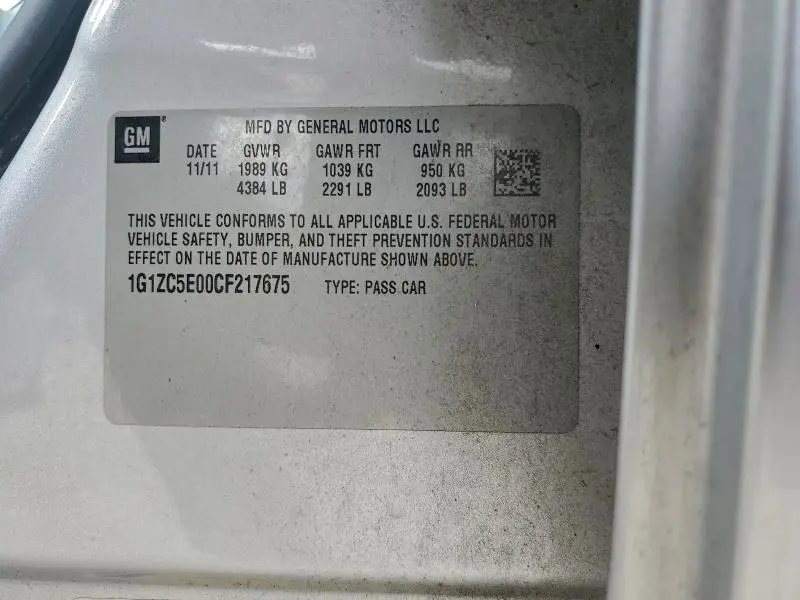 GM ®
MFD BY GENERAL MOTORS LLC
DATE GVWR GAWR FRT GAWR RR
11/11 1989 KG 1039 KG 950 KG
4384 LB 2291 LB 2093 LB
THIS VEHICLE CONFORMS TO ALL APPLICABLE U.S. FEDERAL MOTOR
VEHICLE SAFETY, BUMPER, AND THEFT PREVENTION STANDARDS IN
EFFECT ON THE DATE OF MANUFACTURE SHOWN ABOVE.
1G1ZC5E00CF217675 TYPE: PASS CAR